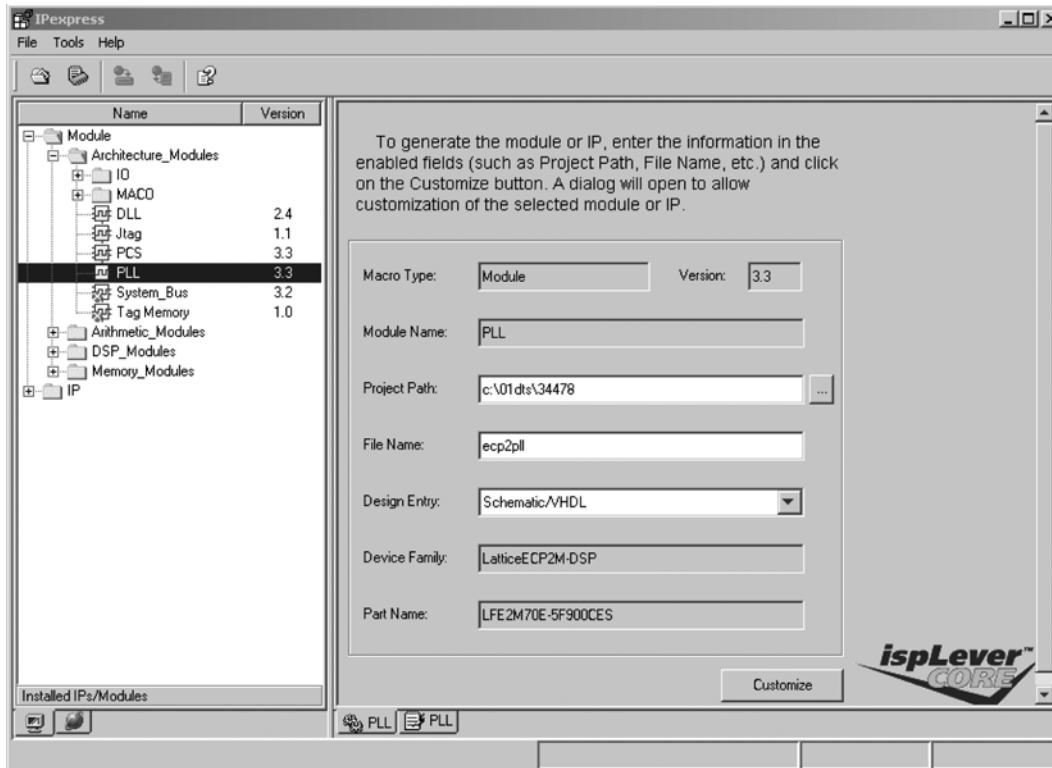 IPexpress
File Tools Help
Name Version
Module
Architecture_Modules
IO
MACO
DLL 2.4
Jtag 1.1
PCS 3.3
PLL 3.3
System_Bus 3.2
Tag Memory 1.0
Arithmetic_Modules
DSP_Modules
Memory_Modules
IP
Installed IPs/Modules
To generate the module or IP, enter the information in the
enabled fields (such as Project Path, File Name, etc.) and click
on the Customize button. A dialog will open to allow
customization of the selected module or IP.
Macro Type: Module Version: 3.3
Module Name: PLL
Project Path: c:\01dts\34478 ...
File Name: ecp2pll
Design Entry: Schematic/VHDL
Device Family: LatticeECP2M-DSP
Part Name: LFE2M70E-5F900CES
Customize
ispLever™
CORE
PLL PLL